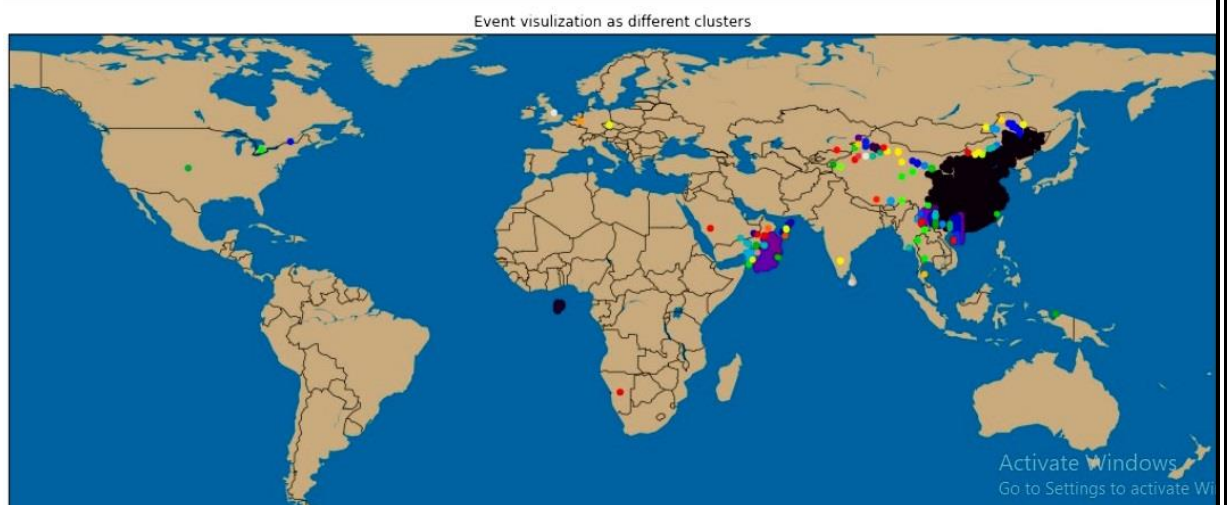 Event visulization as different clusters
Activate Windows
Go to Settings to activate Wi